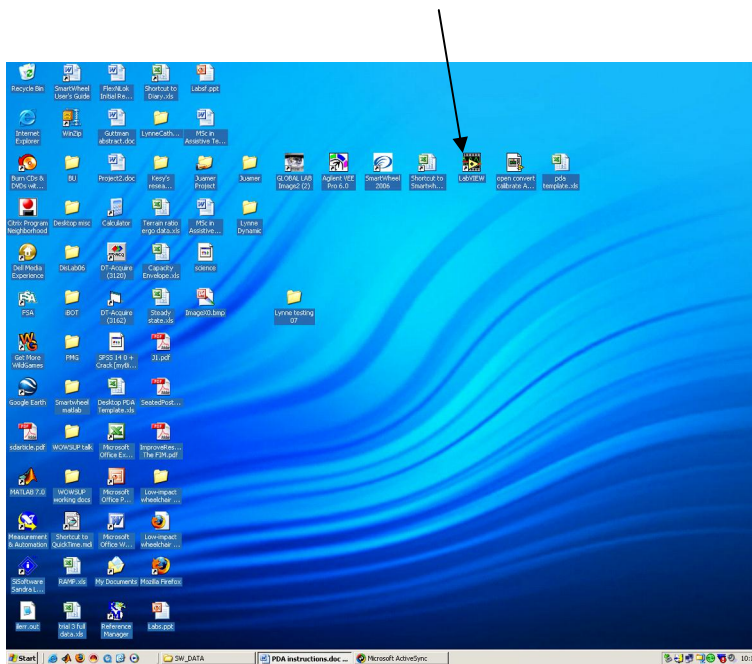 Recycle Bin
SmartWheel User's Guide
FlexNLok Initial Re...
Shortcut to Diary.xls
Labsf.ppt
Internet Explorer
WinZip
Guttman abstract.doc
LynneCath...
MSc in Assistive Te...
Burn CDs & DVDs wit...
BU
Project2.doc
Kesy's resea...
Juamer Project
Juamer
GLOBAL LAB Image2 (2)
Agilent VEE Pro 6.0
SmartWheel 2006
Shortcut to Smartwh...
LabVIEW
open convert calibrate A...
pda template.xls
Citrix Program Neighborhood
Desktop misc
Calculator
Terrain ratio ergo data.xls
MSc in Assistive...
Lynne Dynamic
Dell Media Experience
DeLab06
DT-Acquire (3120)
Capacity Envelope.xls
science
FSA
iBOT
DT-Acquire (3162)
Steady state.xls
ImageX0.bmp
Lynne testing 07
Get More WildGames
PMG
SPSS 14 0 + Crack [myB...
J1.pdf
Google Earth
Smartwheel matlab
Desktop PDA Template.xls
SeatedPost...
sdarticle.pdf
WOWSUP talk
Microsoft Office Ex...
ImproveRes... The FIM.pdf
MATLAB 7.0
WOWSUP working docs
Microsoft Office P...
Low-impact wheelchair ...
Measurement & Automation
Shortcut to QuickTime.mdi
Microsoft Office W...
Low-impact wheelchair ...
SiSoftware Sandra L...
RAMP.xls
My Documents
Mozilla Firefox
ilerr.out
trial 3 full data.xls
Reference Manager
Labs.ppt
Start
SW_DATA
PDA instructions.doc ...
Microsoft ActiveSync